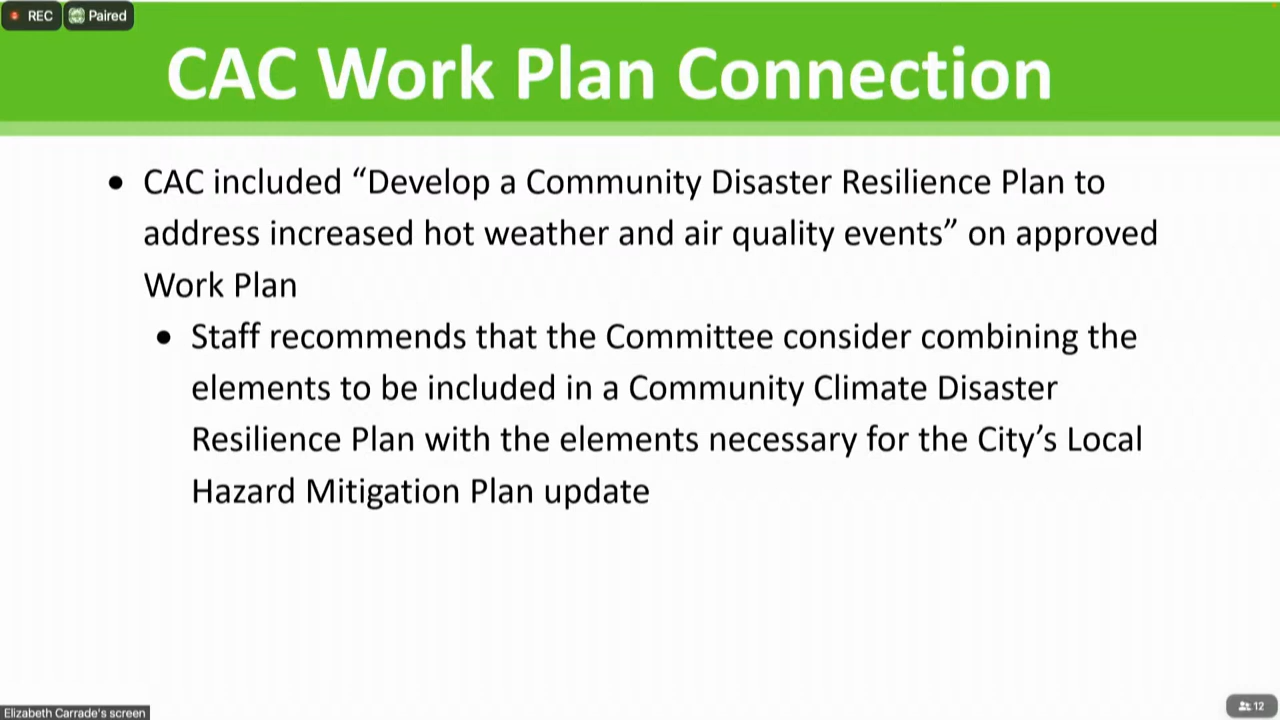 REC Paired
CAC Work Plan Connection
• CAC included “Develop a Community Disaster Resilience Plan to
address increased hot weather and air quality events” on approved
Work Plan
• Staff recommends that the Committee consider combining the
elements to be included in a Community Climate Disaster
Resilience Plan with the elements necessary for the City’s Local
Hazard Mitigation Plan update
Elizabeth Carrade's screen
12